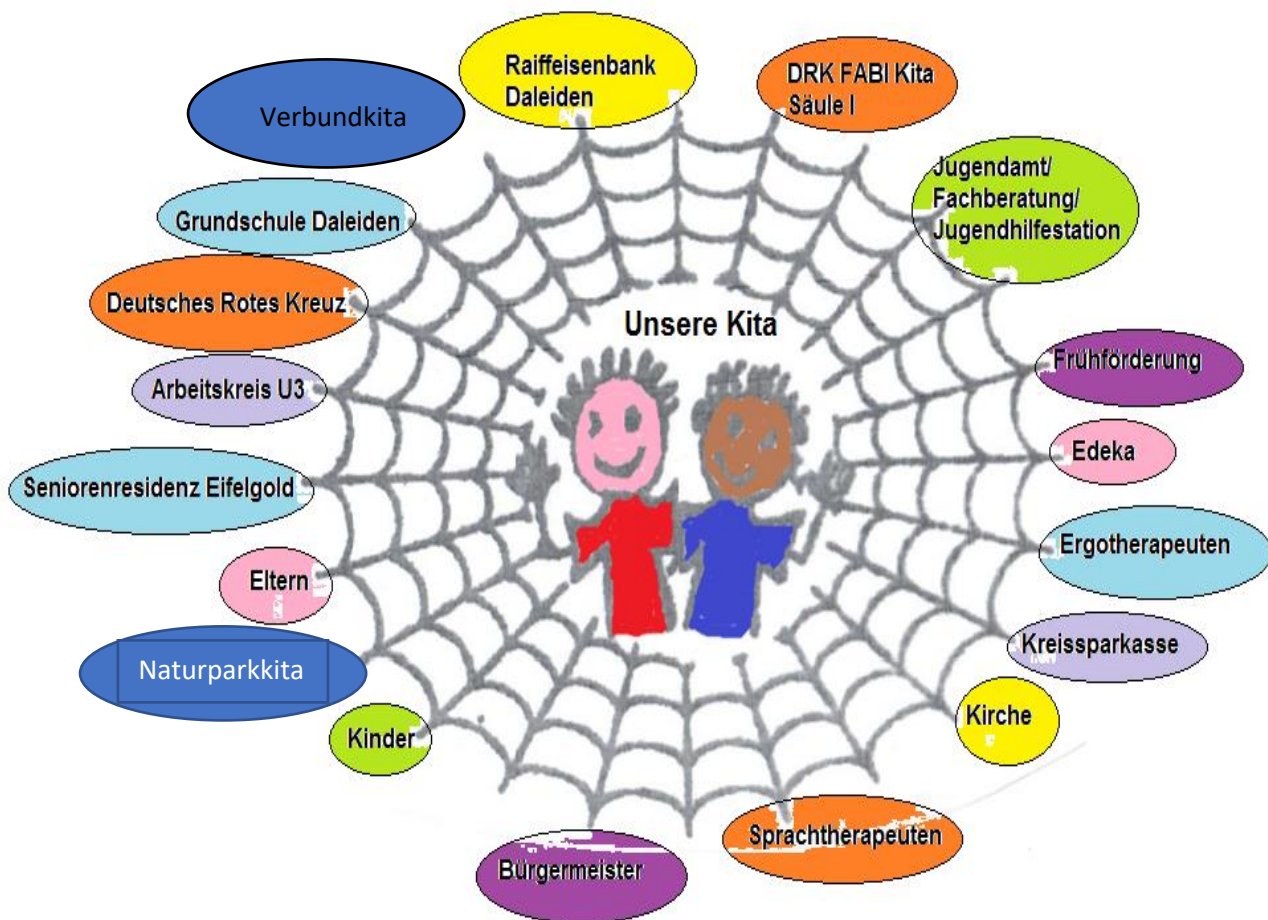 Raiffeisenbank
Daleiden
DRK FABI Kita
Säule I
Verbundkita
Jugendamt/
Fachberatung/
Jugendhilfestation
Grundschule Daleiden
Deutsches Rotes Kreuz
Unsere Kita
Frühförderung
Arbeitskreis U3
Edeka
Seniorenresidenz Eifelgold
Ergotherapeuten
Eltern
Kreissparkasse
Naturparkkita
Kirche
Kinder
Sprachtherapeuten
Bürgermeister